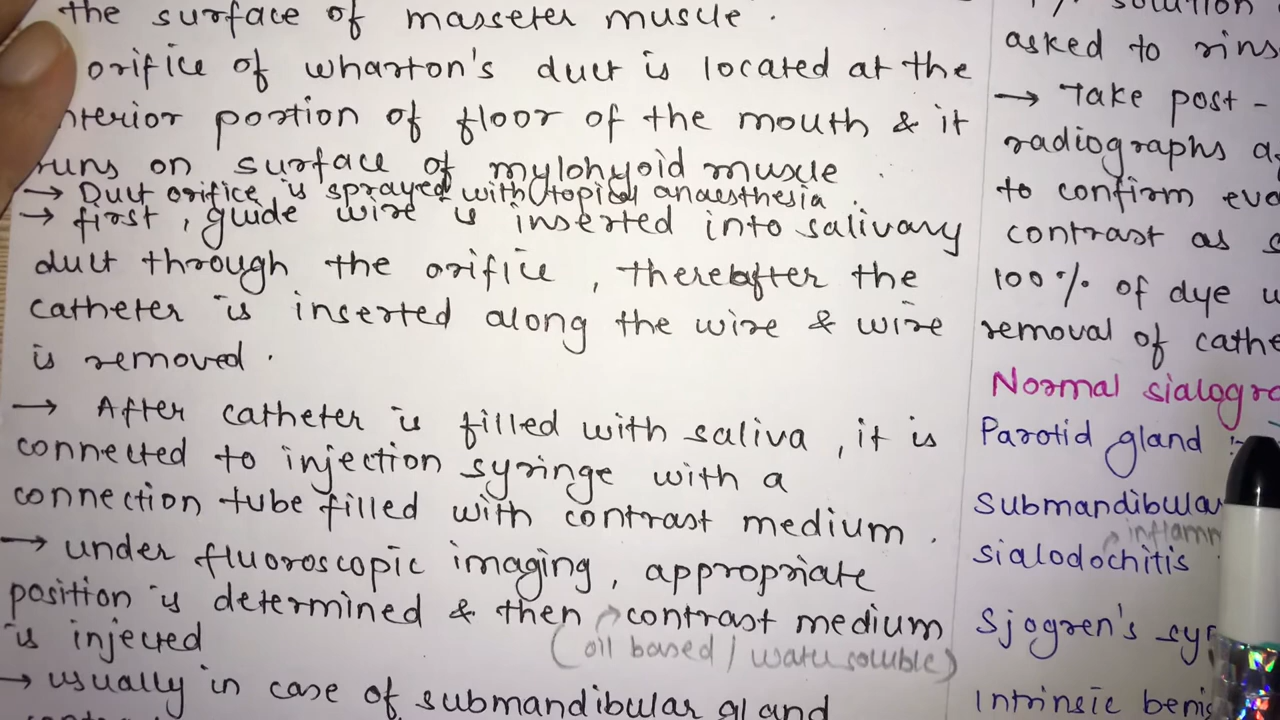 the surface of masseter muscle.
orifice of wharton's duct is located at the
nterior portion of floor of the mouth & it
runs on surface of mylohyoid muscle.
→ Duct orifice is sprayed with topical anaesthesia.
→ first, guide wire is inserted into salivary
duct through the orifice, thereafter the
catheter is inserted along the wire & wire
is removed.
→ After catheter is filled with saliva, it is
connected to injection syringe with a
connection tube filled with contrast medium.
→ under fluoroscopic imaging, appropriate
position is determined & then contrast medium
is injected
(oil based / water soluble)
→ usually in case of submandibular gland
solution
asked to rins
→ Take post-
radiographs
to confirm eva
contrast as
100% of dye
removal of cathe
Normal sialogra
Parotid gland :
Submandibular
inflamm
sialodochitis
Sjogren's sy
Intrinsic beni